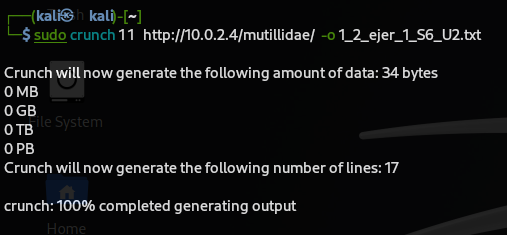 ┌──(kali㉿kali)-[~]
└─$ sudo crunch 1 1 http://10.0.2.4/mutillidae/ -o 1_2_ejer_1_S6_U2.txt
Crunch will now generate the following amount of data: 34 bytes
0 MB
0 GB
0 TB
0 PB
File System
Crunch will now generate the following number of lines: 17
crunch: 100% completed generating output
Home